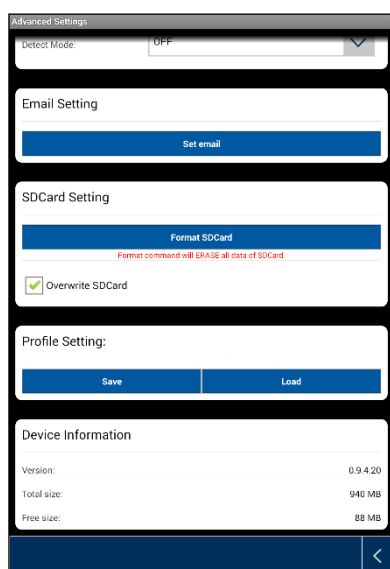 Advanced Settings
Detect Mode: OFF
Email Setting
Set email
SDCard Setting
Format SDCard
Format command will ERASE all data of SDCard
Overwrite SDCard
Profile Setting:
Save Load
Device Information
Version: 0.9.4.20
Total size: 940 MB
Free size: 88 MB